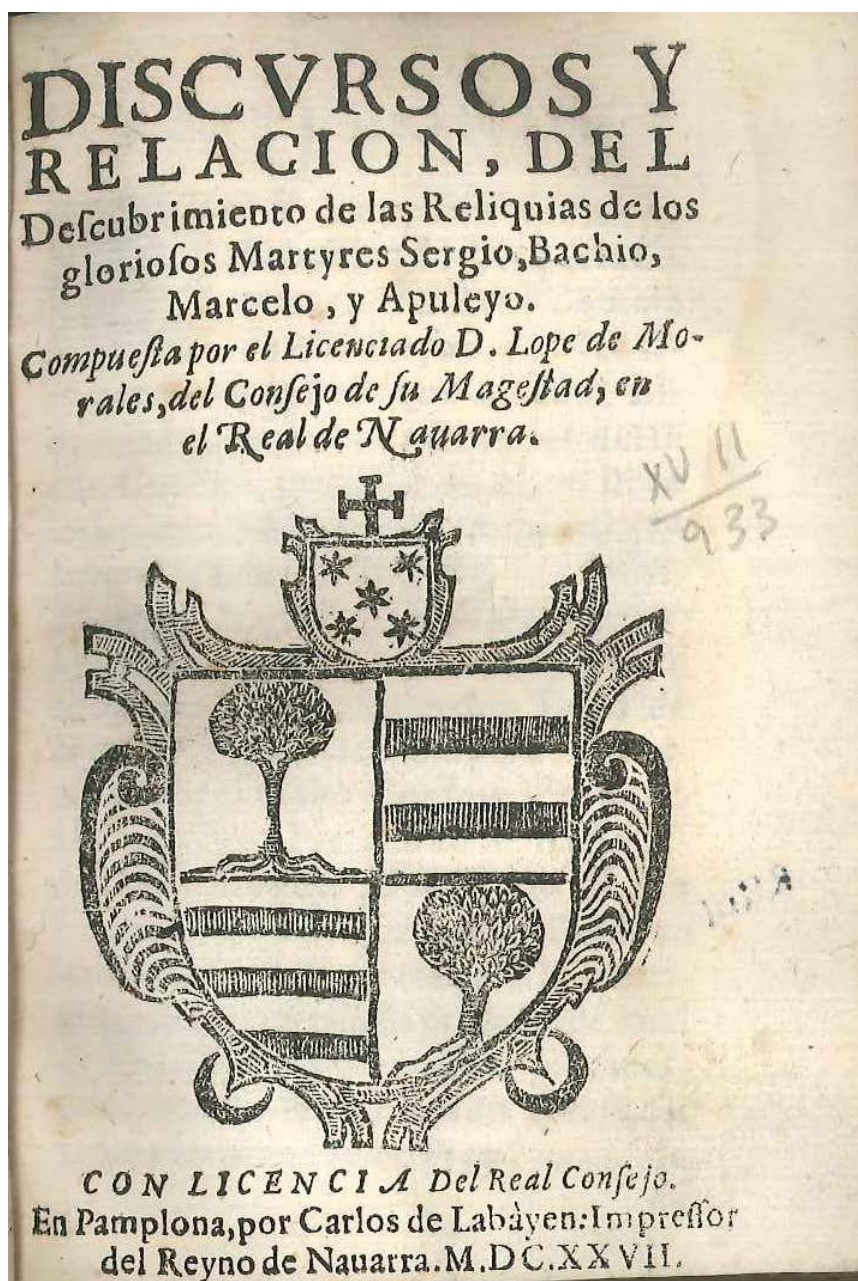 DISCVRSOS Y
RELACION, DEL
Deſcubrimiento de las Reliquias de los
glorioſos Martyres Sergio, Bachio,
Marcelo, y Apuleyo.
Compueſta por el Licenciado D. Lope de Mo-
rales, del Conſejo de ſu Mageſtad, en
el Real de Nauarra.
XVII
933
CON LICENCIA Del Real Conſejo.
En Pamplona, por Carlos de Labàyen: Impreſſor
del Reyno de Nauarra. M.DC.XXVII.